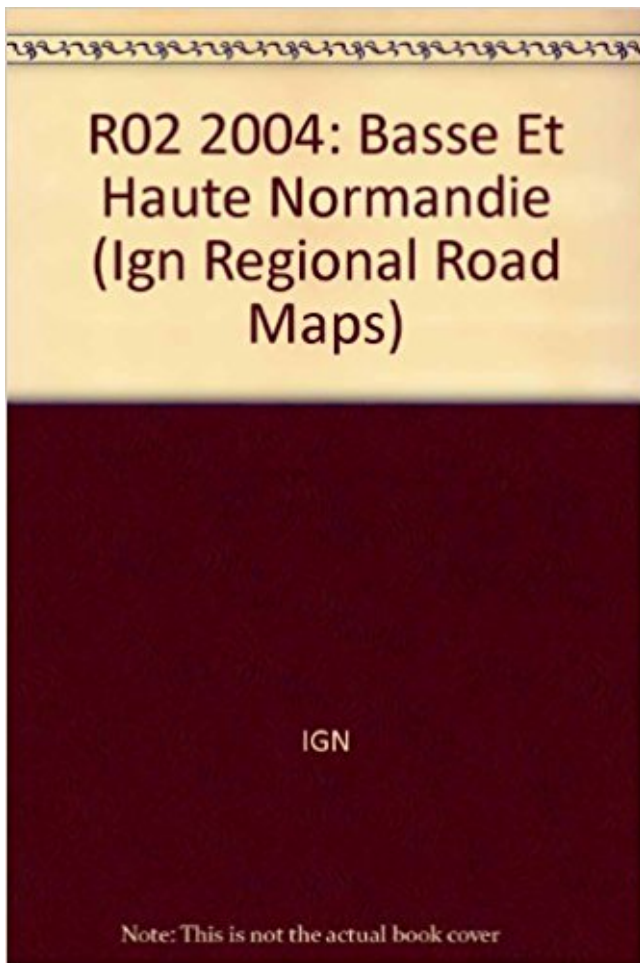 R02 2004: Basse Et
Haute Normandie
(Ign Regional Road
Maps)
IGN
Note: This is not the actual book cover